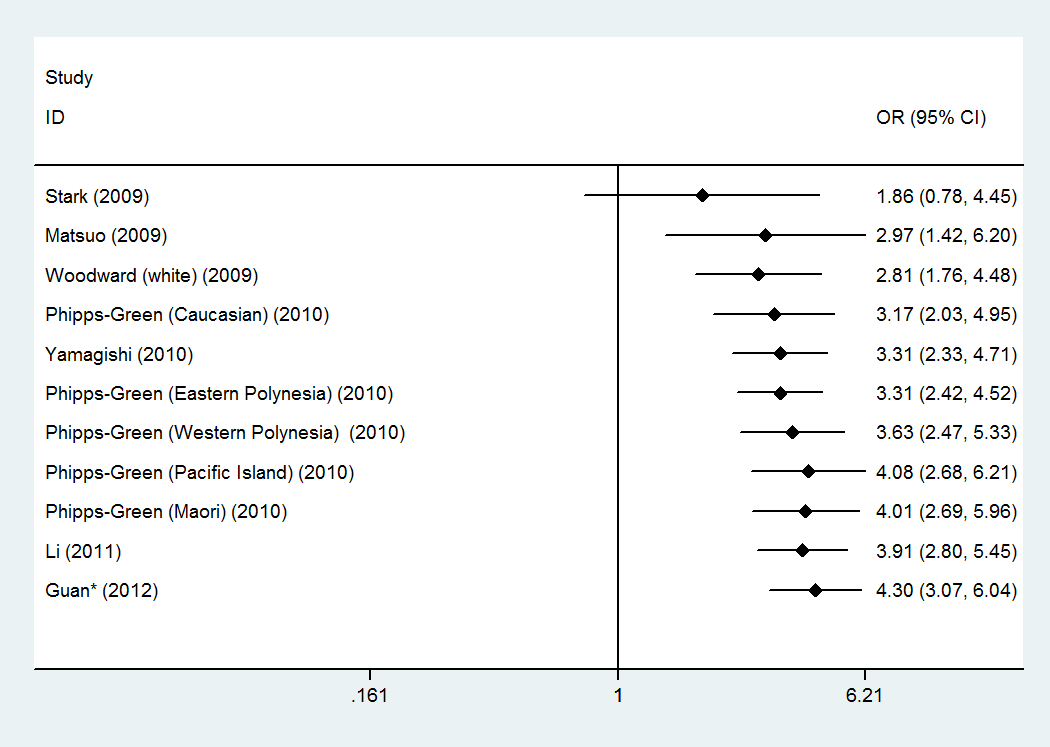 Study
ID OR (95% CI)
Stark (2009) 1.86 (0.78, 4.45)
Matsuo (2009) 2.97 (1.42, 6.20)
Woodward (white) (2009) 2.81 (1.76, 4.48)
Phipps-Green (Caucasian) (2010) 3.17 (2.03, 4.95)
Yamagishi (2010) 3.31 (2.33, 4.71)
Phipps-Green (Eastern Polynesia) (2010) 3.31 (2.42, 4.52)
Phipps-Green (Western Polynesia)  (2010) 3.63 (2.47, 5.33)
Phipps-Green (Pacific Island) (2010) 4.08 (2.68, 6.21)
Phipps-Green (Maori) (2010) 4.01 (2.69, 5.96)
Li (2011) 3.91 (2.80, 5.45)
Guan* (2012) 4.30 (3.07, 6.04)
.161 1 6.21